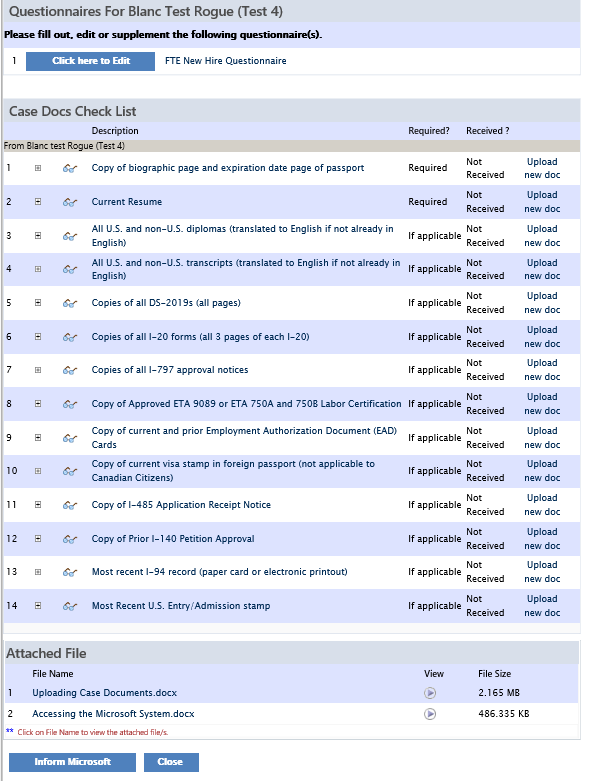 Questionnaires For Blanc Test Rogue (Test 4)
Please fill out, edit or supplement the following questionnaire(s).
1 Click here to Edit FTE New Hire Questionnaire
Case Docs Check List
Description Required? Received ?
From Blanc test Rogue (Test 4)
1 Copy of biographic page and expiration date page of passport Required Not Received Upload new doc
2 Current Resume Required Not Received Upload new doc
3 All U.S. and non-U.S. diplomas (translated to English if not already in English) If applicable Not Received Upload new doc
4 All U.S. and non-U.S. transcripts (translated to English if not already in English) If applicable Not Received Upload new doc
5 Copies of all DS-2019s (all pages) If applicable Not Received Upload new doc
6 Copies of all I-20 forms (all 3 pages of each I-20) If applicable Not Received Upload new doc
7 Copies of all I-797 approval notices If applicable Not Received Upload new doc
8 Copy of Approved ETA 9089 or ETA 750A and 750B Labor Certification If applicable Not Received Upload new doc
9 Copy of current and prior Employment Authorization Document (EAD) Cards If applicable Not Received Upload new doc
10 Copy of current visa stamp in foreign passport (not applicable to Canadian Citizens) If applicable Not Received Upload new doc
11 Copy of I-485 Application Receipt Notice If applicable Not Received Upload new doc
12 Copy of Prior I-140 Petition Approval If applicable Not Received Upload new doc
13 Most recent I-94 record (paper card or electronic printout) If applicable Not Received Upload new doc
14 Most Recent U.S. Entry/Admission stamp If applicable Not Received Upload new doc
Attached File
File Name View File Size
1 Uploading Case Documents.docx 2.165 MB
2 Accessing the Microsoft System.docx 486.335 KB
** Click on File Name to view the attached file/s.
Inform Microsoft Close